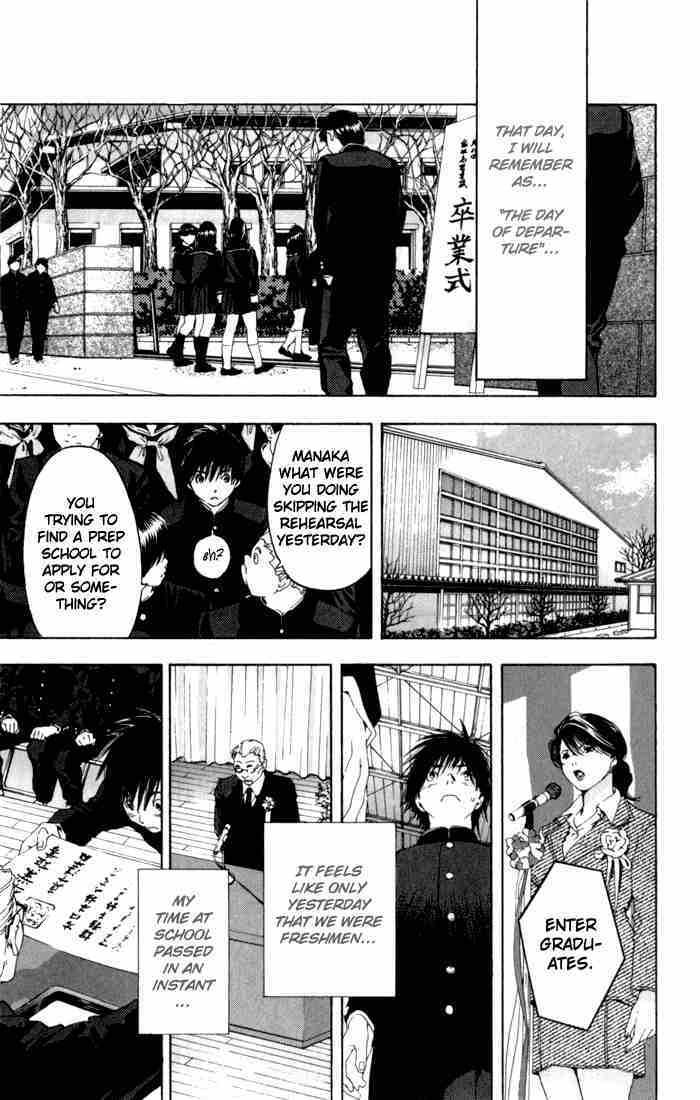 THAT DAY,
I WILL
REMEMBER
AS...
"THE DAY
OF DEPAR-
TURE"...
卒業式
MANAKA
WHAT WERE
YOU DOING
SKIPPING THE
REHEARSAL
YESTERDAY?
EH?
YOU
TRYING TO
FIND A PREP
SCHOOL TO
APPLY FOR
OR SOME-
THING?
ENTER
GRADU-
ATES.
IT FEELS
LIKE ONLY
YESTERDAY
THAT WE WERE
FRESHMEN...
MY
TIME AT
SCHOOL
PASSED
IN AN
INSTANT
...